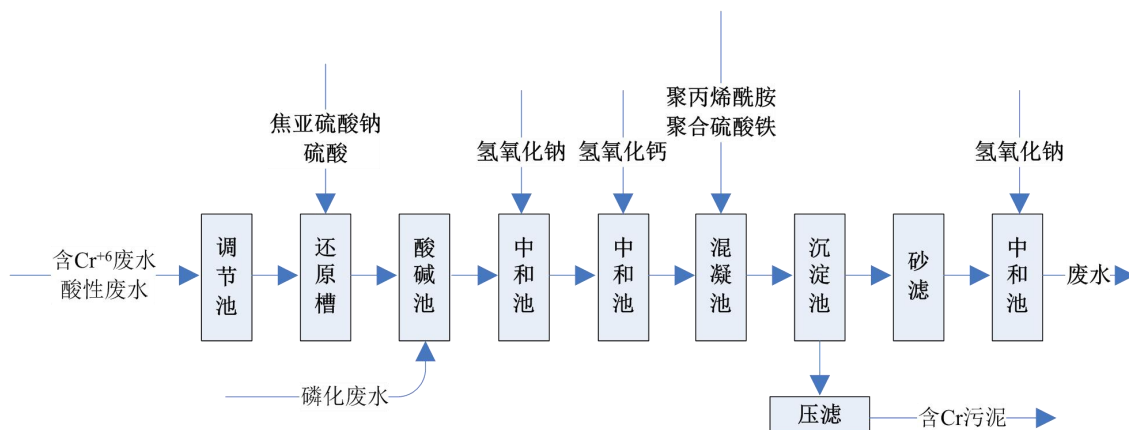 焦亚硫酸钠
硫酸
氢氧化钠
氢氧化钙
聚丙烯酰胺
聚合硫酸铁
氢氧化钠
含Cr+6废水
酸性废水
调节池
还原槽
酸碱池
中和池
中和池
混凝池
沉淀池
砂滤
中和池
废水
磷化废水
压滤
含Cr污泥